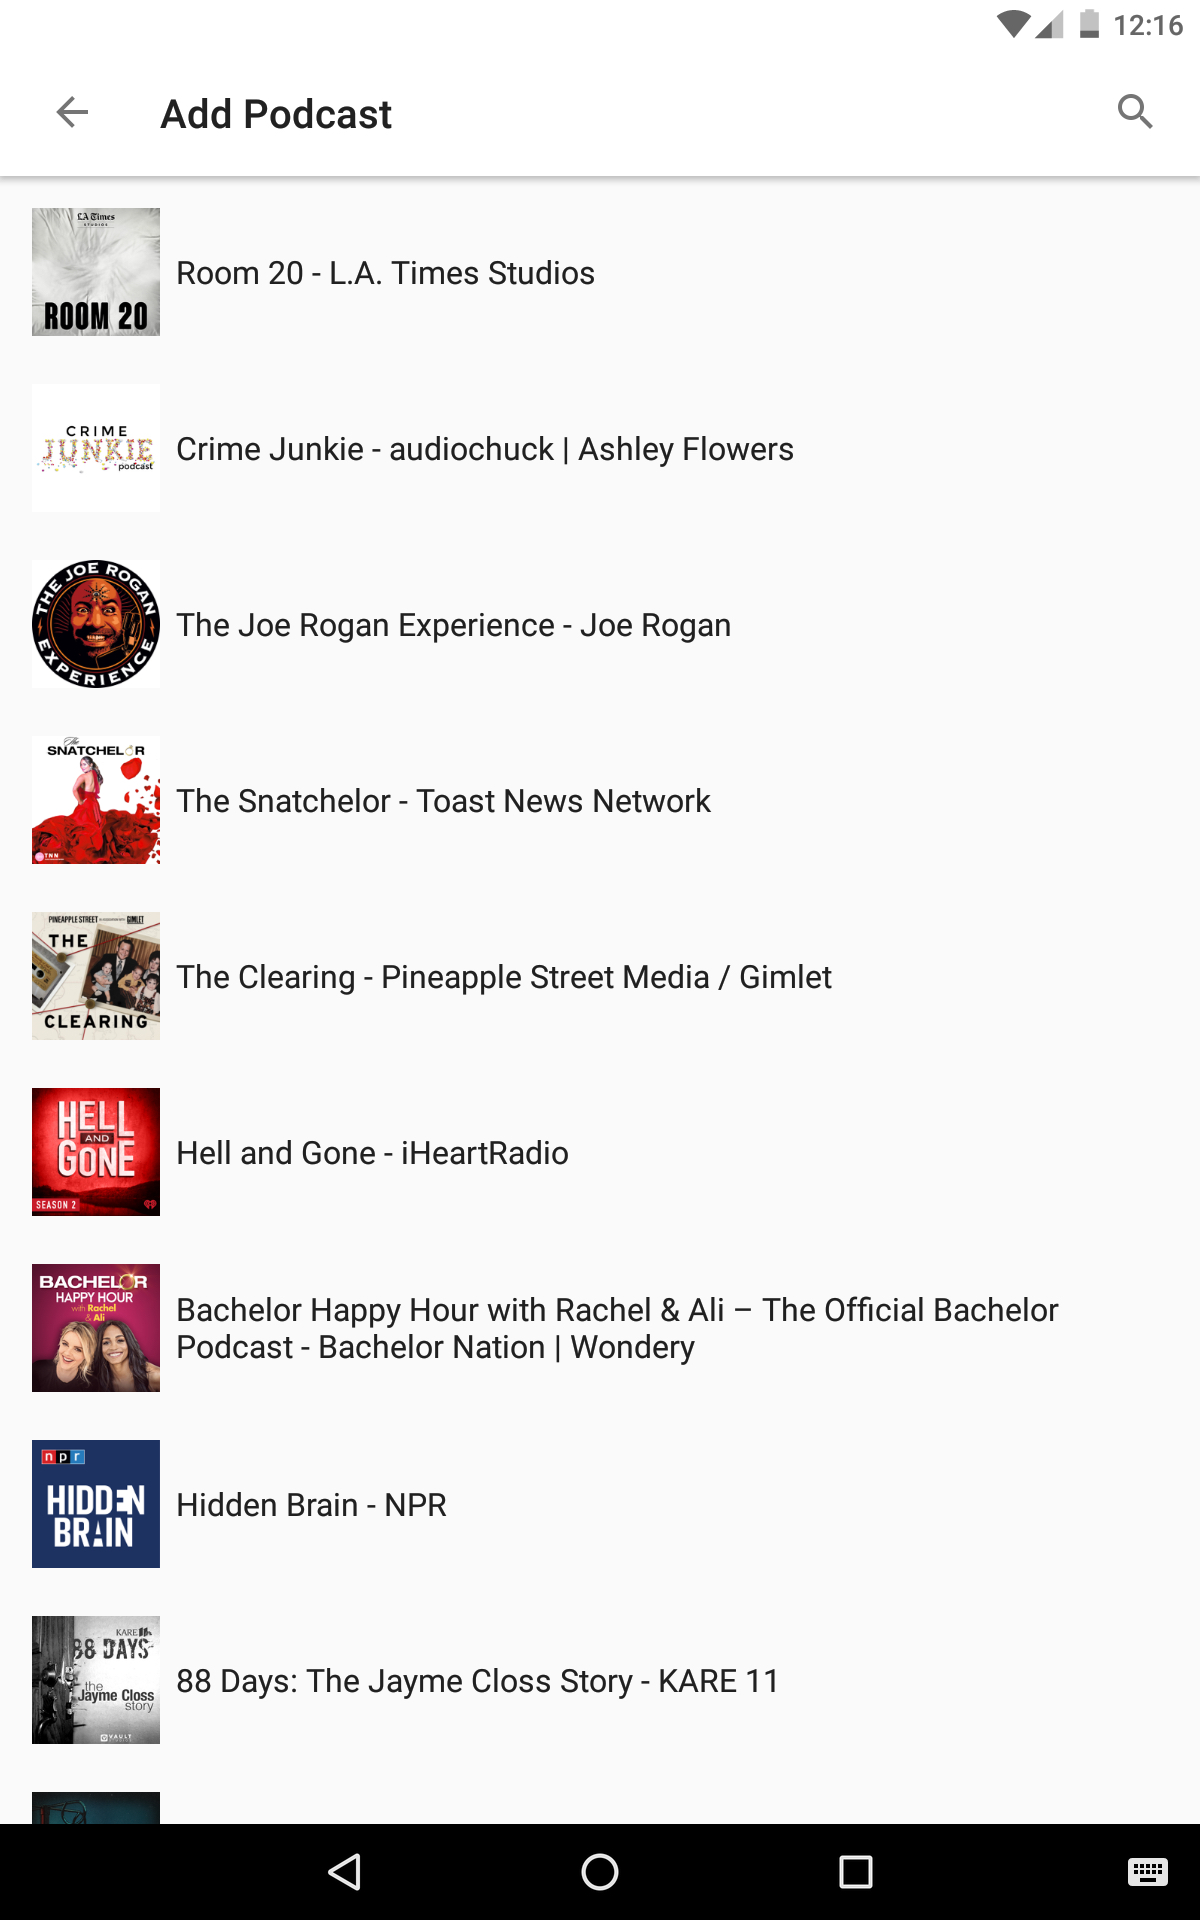 12:16
Add Podcast
LA Times
STUDIOS
ROOM 20
Room 20 - L.A. Times Studios
CRIME
JUNKIE
podcast
Crime Junkie - audiochuck | Ashley Flowers
THE JOE ROGAN
EXPERIENCE
The Joe Rogan Experience - Joe Rogan
The
SNATCHELOR
TNN
The Snatchelor - Toast News Network
PINEAPPLE STREET IN ASSOCIATION WITH GIMLET
THE
CLEARING
The Clearing - Pineapple Street Media / Gimlet
HELL
AND
GONE
SEASON 2
Hell and Gone - iHeartRadio
BACHELOR
HAPPY HOUR
with Rachel
& Ali
Bachelor Happy Hour with Rachel & Ali – The Official Bachelor
Podcast - Bachelor Nation | Wondery
npr
HIDDEN
BRAIN
Hidden Brain - NPR
KARE 11
88 DAYS
the
Jayme Closs
story
VAULT
88 Days: The Jayme Closs Story - KARE 11